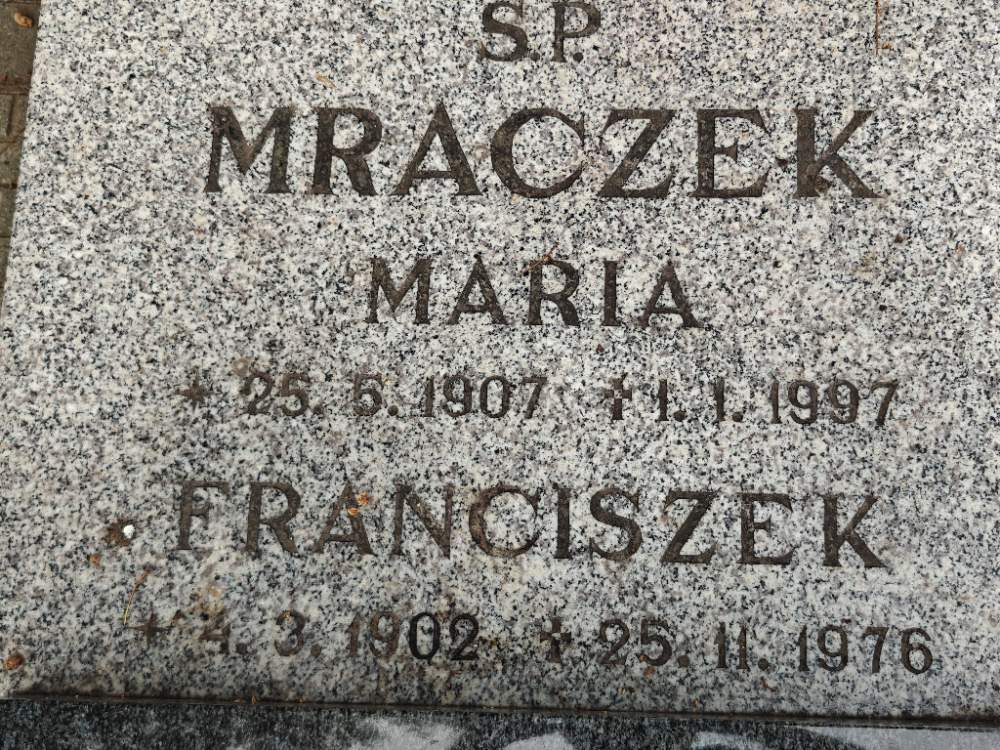 S.P.
MRACZEK
MARIA
* 25. 5. 1907 ✝ 1. 1. 1997
FRANCISZEK
* 4. 3. 1902 ✝ 25. 11. 1976